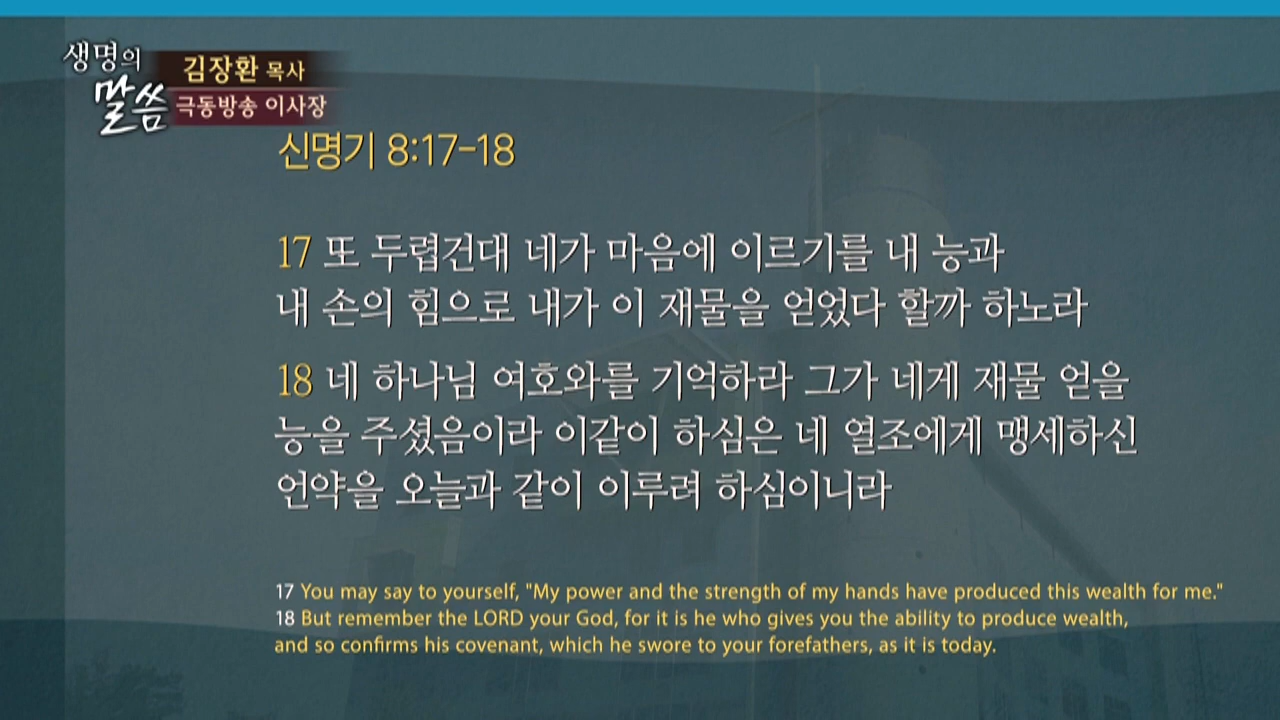 생명의
말씀
김장환 목사
극동방송 이사장
신명기 8:17-18
17 또 두렵건대 네가 마음에 이르기를 내 능과
내 손의 힘으로 내가 이 재물을 얻었다 할까 하노라
18 네 하나님 여호와를 기억하라 그가 네게 재물 얻을
능을 주셨음이라 이같이 하심은 네 열조에게 맹세하신
언약을 오늘과 같이 이루려 하심이니라
17 You may say to yourself, "My power and the strength of my hands have produced this wealth for me."
18 But remember the LORD your God, for it is he who gives you the ability to produce wealth,
and so confirms his covenant, which he swore to your forefathers, as it is today.